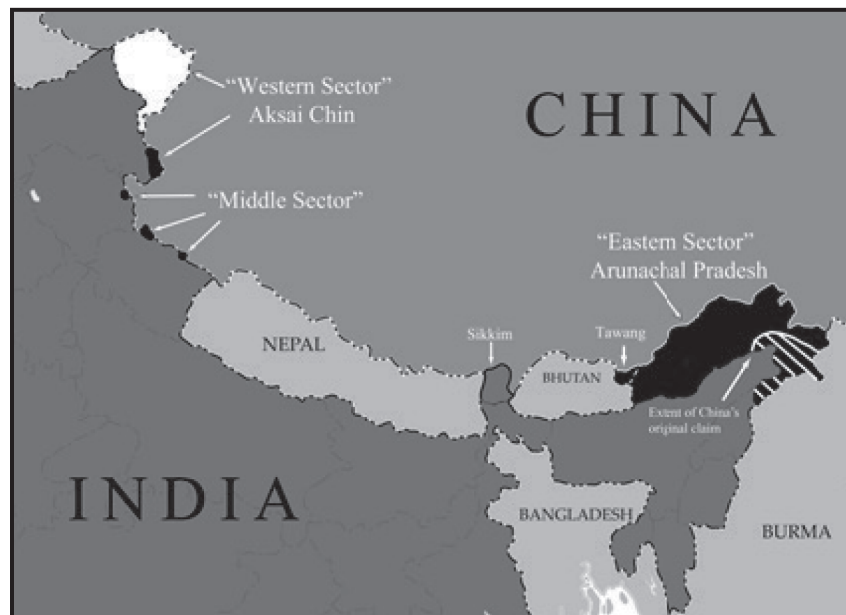 "Western Sector"
Aksai Chin
CHINA
"Middle Sector"
"Eastern Sector"
Arunachal Pradesh
NEPAL
Sikkim
Tawang
BHUTAN
Extent of China's
original claim
INDIA
BANGLADESH
BURMA